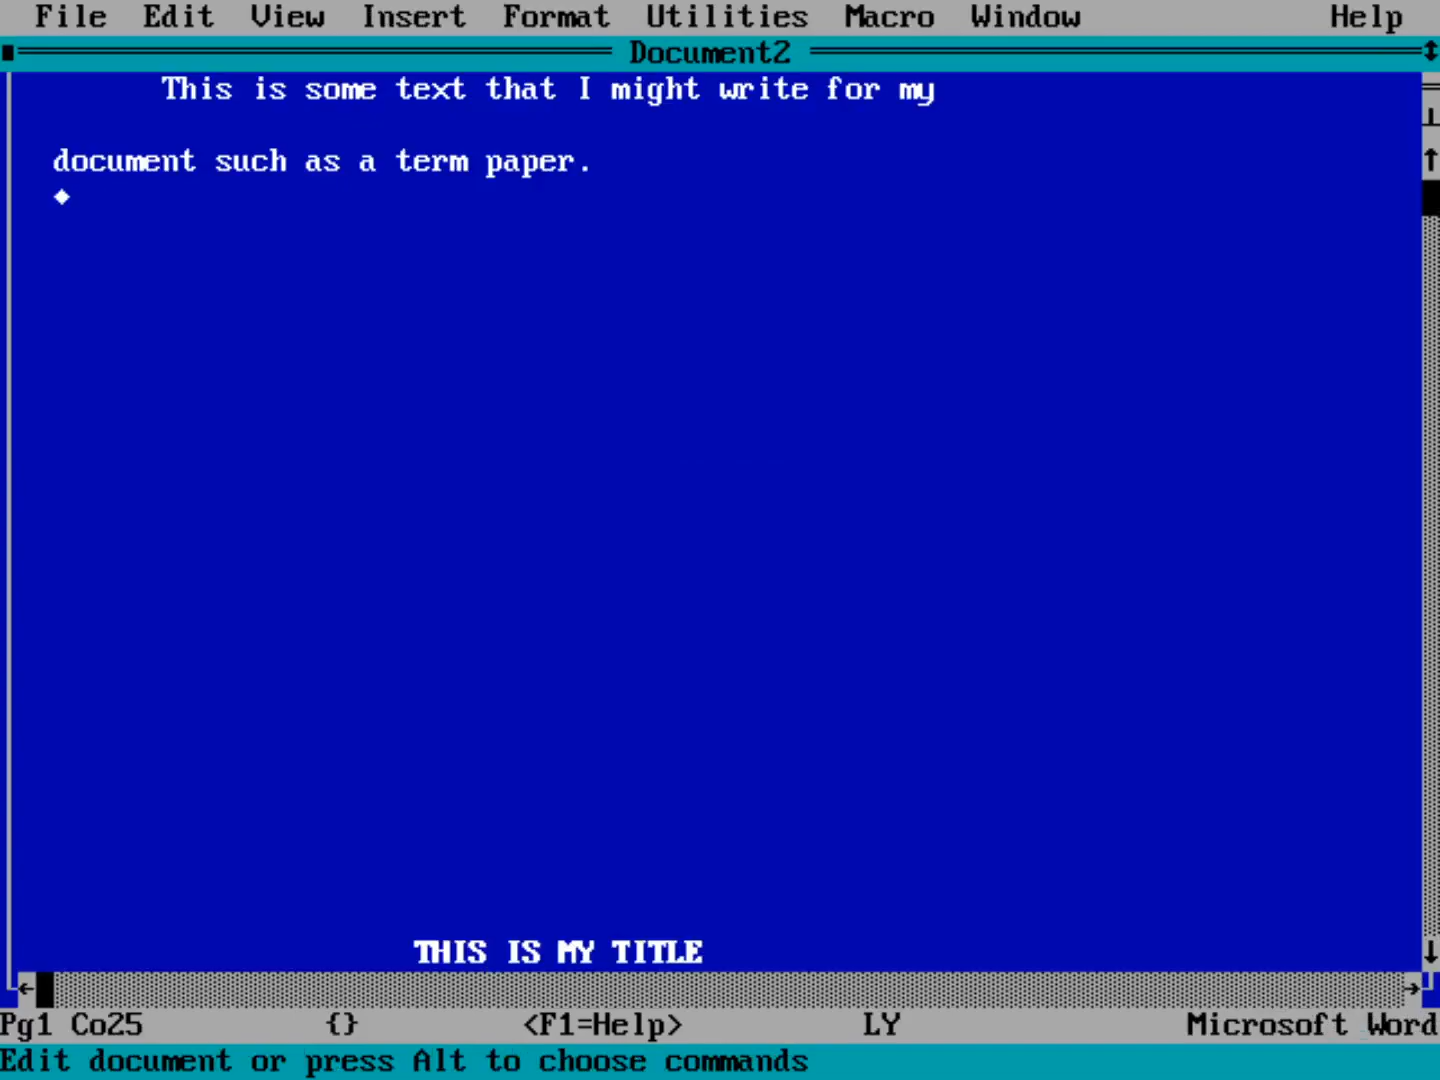 File Edit View Insert Format Utilities Macro Window Help
Document2
This is some text that I might write for my
document such as a term paper.
THIS IS MY TITLE
Pg1 Co25 {} <F1=Help> LY Microsoft Word
Edit document or press Alt to choose commands